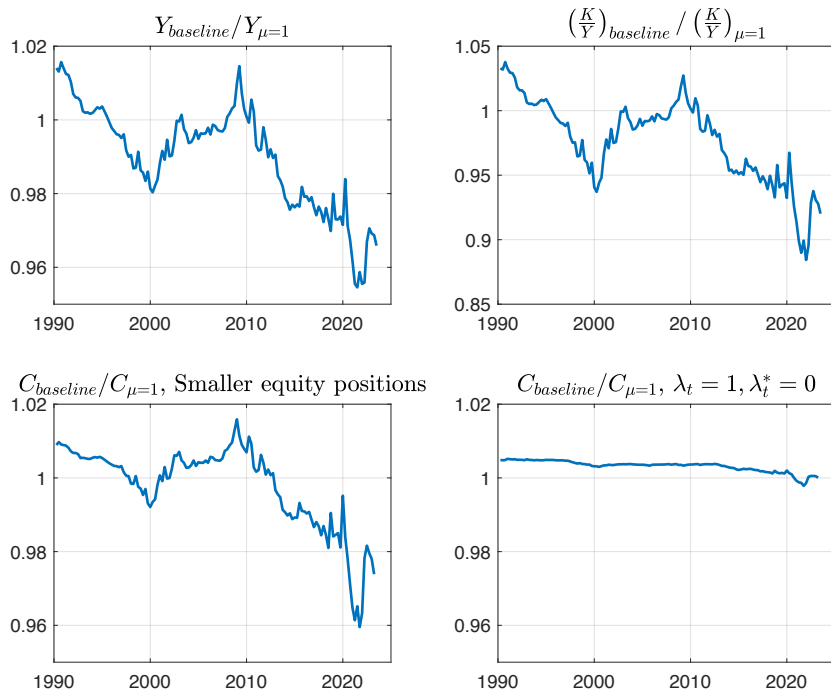 Y_{baseline}/Y_{μ=1}
1.02
1
0.98
0.96
1990 2000 2010 2020
(K/Y)_{baseline} / (K/Y)_{μ=1}
1.05
1
0.95
0.9
0.85
1990 2000 2010 2020
C_{baseline}/C_{μ=1}, Smaller equity positions
1.02
1
0.98
0.96
1990 2000 2010 2020
C_{baseline}/C_{μ=1}, λ_t = 1, λ_t^* = 0
1.02
1
0.98
0.96
1990 2000 2010 2020